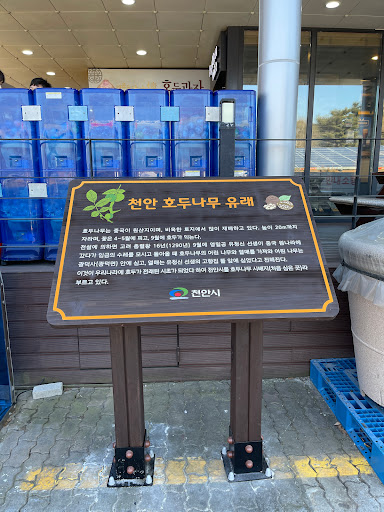 호두과자
천안 호두나무 유래
호두나무는 중국이 원산지이며, 비옥한 토지에서 많이 재배하고 있다. 높이 20m까지
자라며, 꽃은 4~5월에 피고, 9월에 호두가 익는다.
전설에 의하면 고려 충렬왕 16년(1290년) 9월에 영밀공 유청신 선생이 중국 원나라에
갔다가 임금의 수레를 모시고 돌아올 때 호두나무의 어린 나무와 열매를 가져와 어린 나무는
광덕사(광덕면) 안에 심고, 열매는 유청신 선생의 고향집 뜰 앞에 심었다고 전해진다.
이것이 우리나라에 호두가 전래된 시초가 되었다 하여 천안시를 호두나무 시배지(처음 심은 곳)라
부르고 있다.
천안시